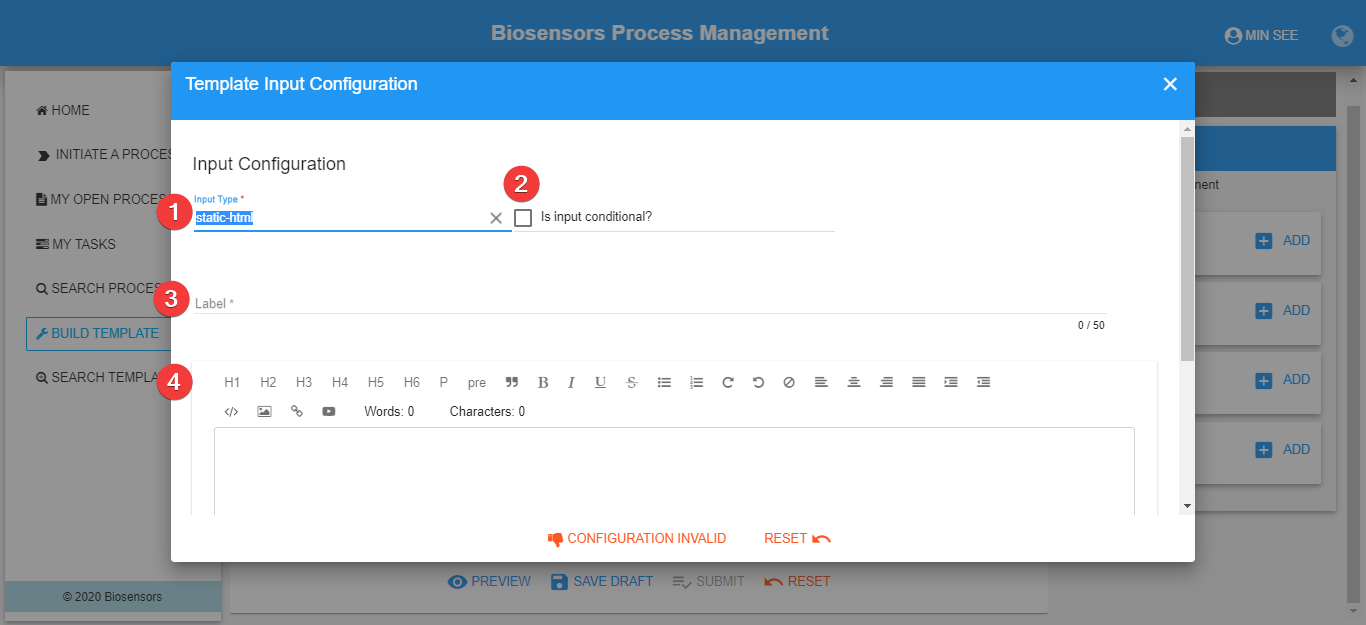 Biosensors Process Management
MIN SEE
Template Input Configuration
HOME
INITIATE A PROCES
MY OPEN PROCES
MY TASKS
SEARCH PROCES
BUILD TEMPLATE
SEARCH TEMPLA
© 2020 Biosensors
Input Configuration
1
Input Type *
static-html
2
Is input conditional?
3
Label *
0 / 50
4
H1 H2 H3 H4 H5 H6 P pre B I U S
Words: 0 Characters: 0
CONFIGURATION INVALID
RESET
nent
ADD
ADD
ADD
ADD
PREVIEW
SAVE DRAFT
SUBMIT
RESET